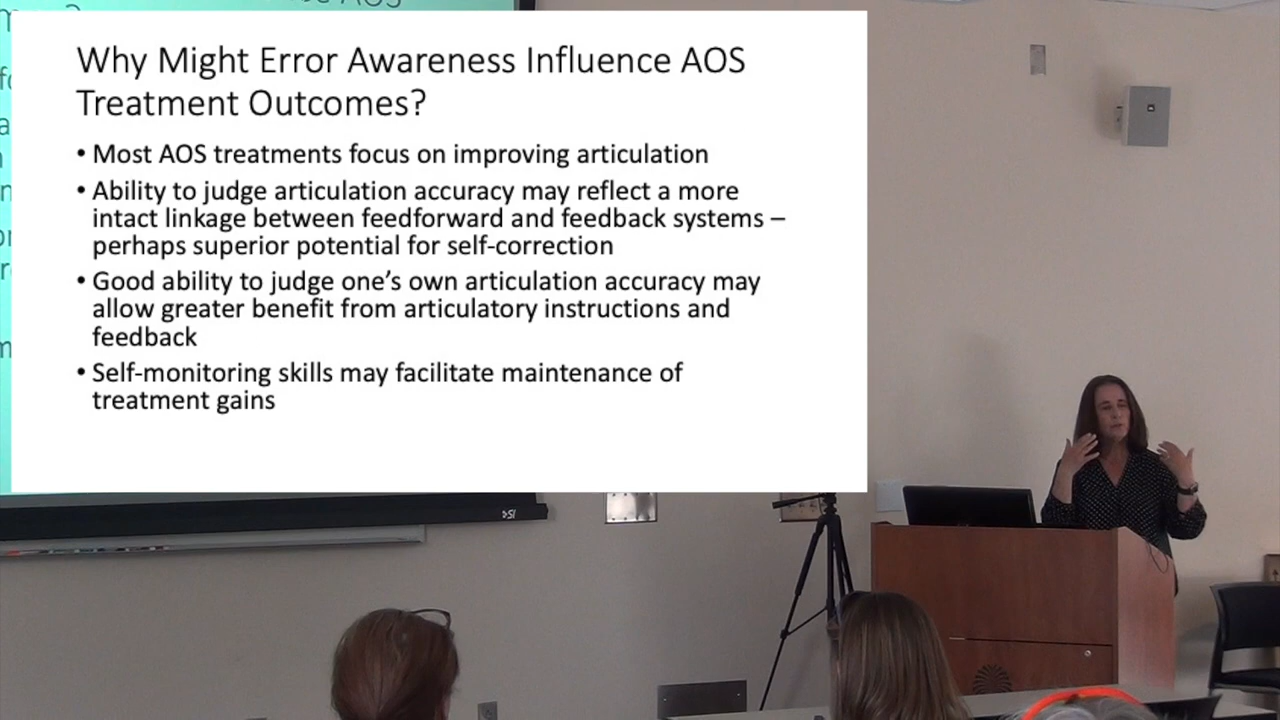 Why Might Error Awareness Influence AOS
Treatment Outcomes?
• Most AOS treatments focus on improving articulation
• Ability to judge articulation accuracy may reflect a more
intact linkage between feedforward and feedback systems –
perhaps superior potential for self-correction
• Good ability to judge one's own articulation accuracy may
allow greater benefit from articulatory instructions and
feedback
• Self-monitoring skills may facilitate maintenance of
treatment gains